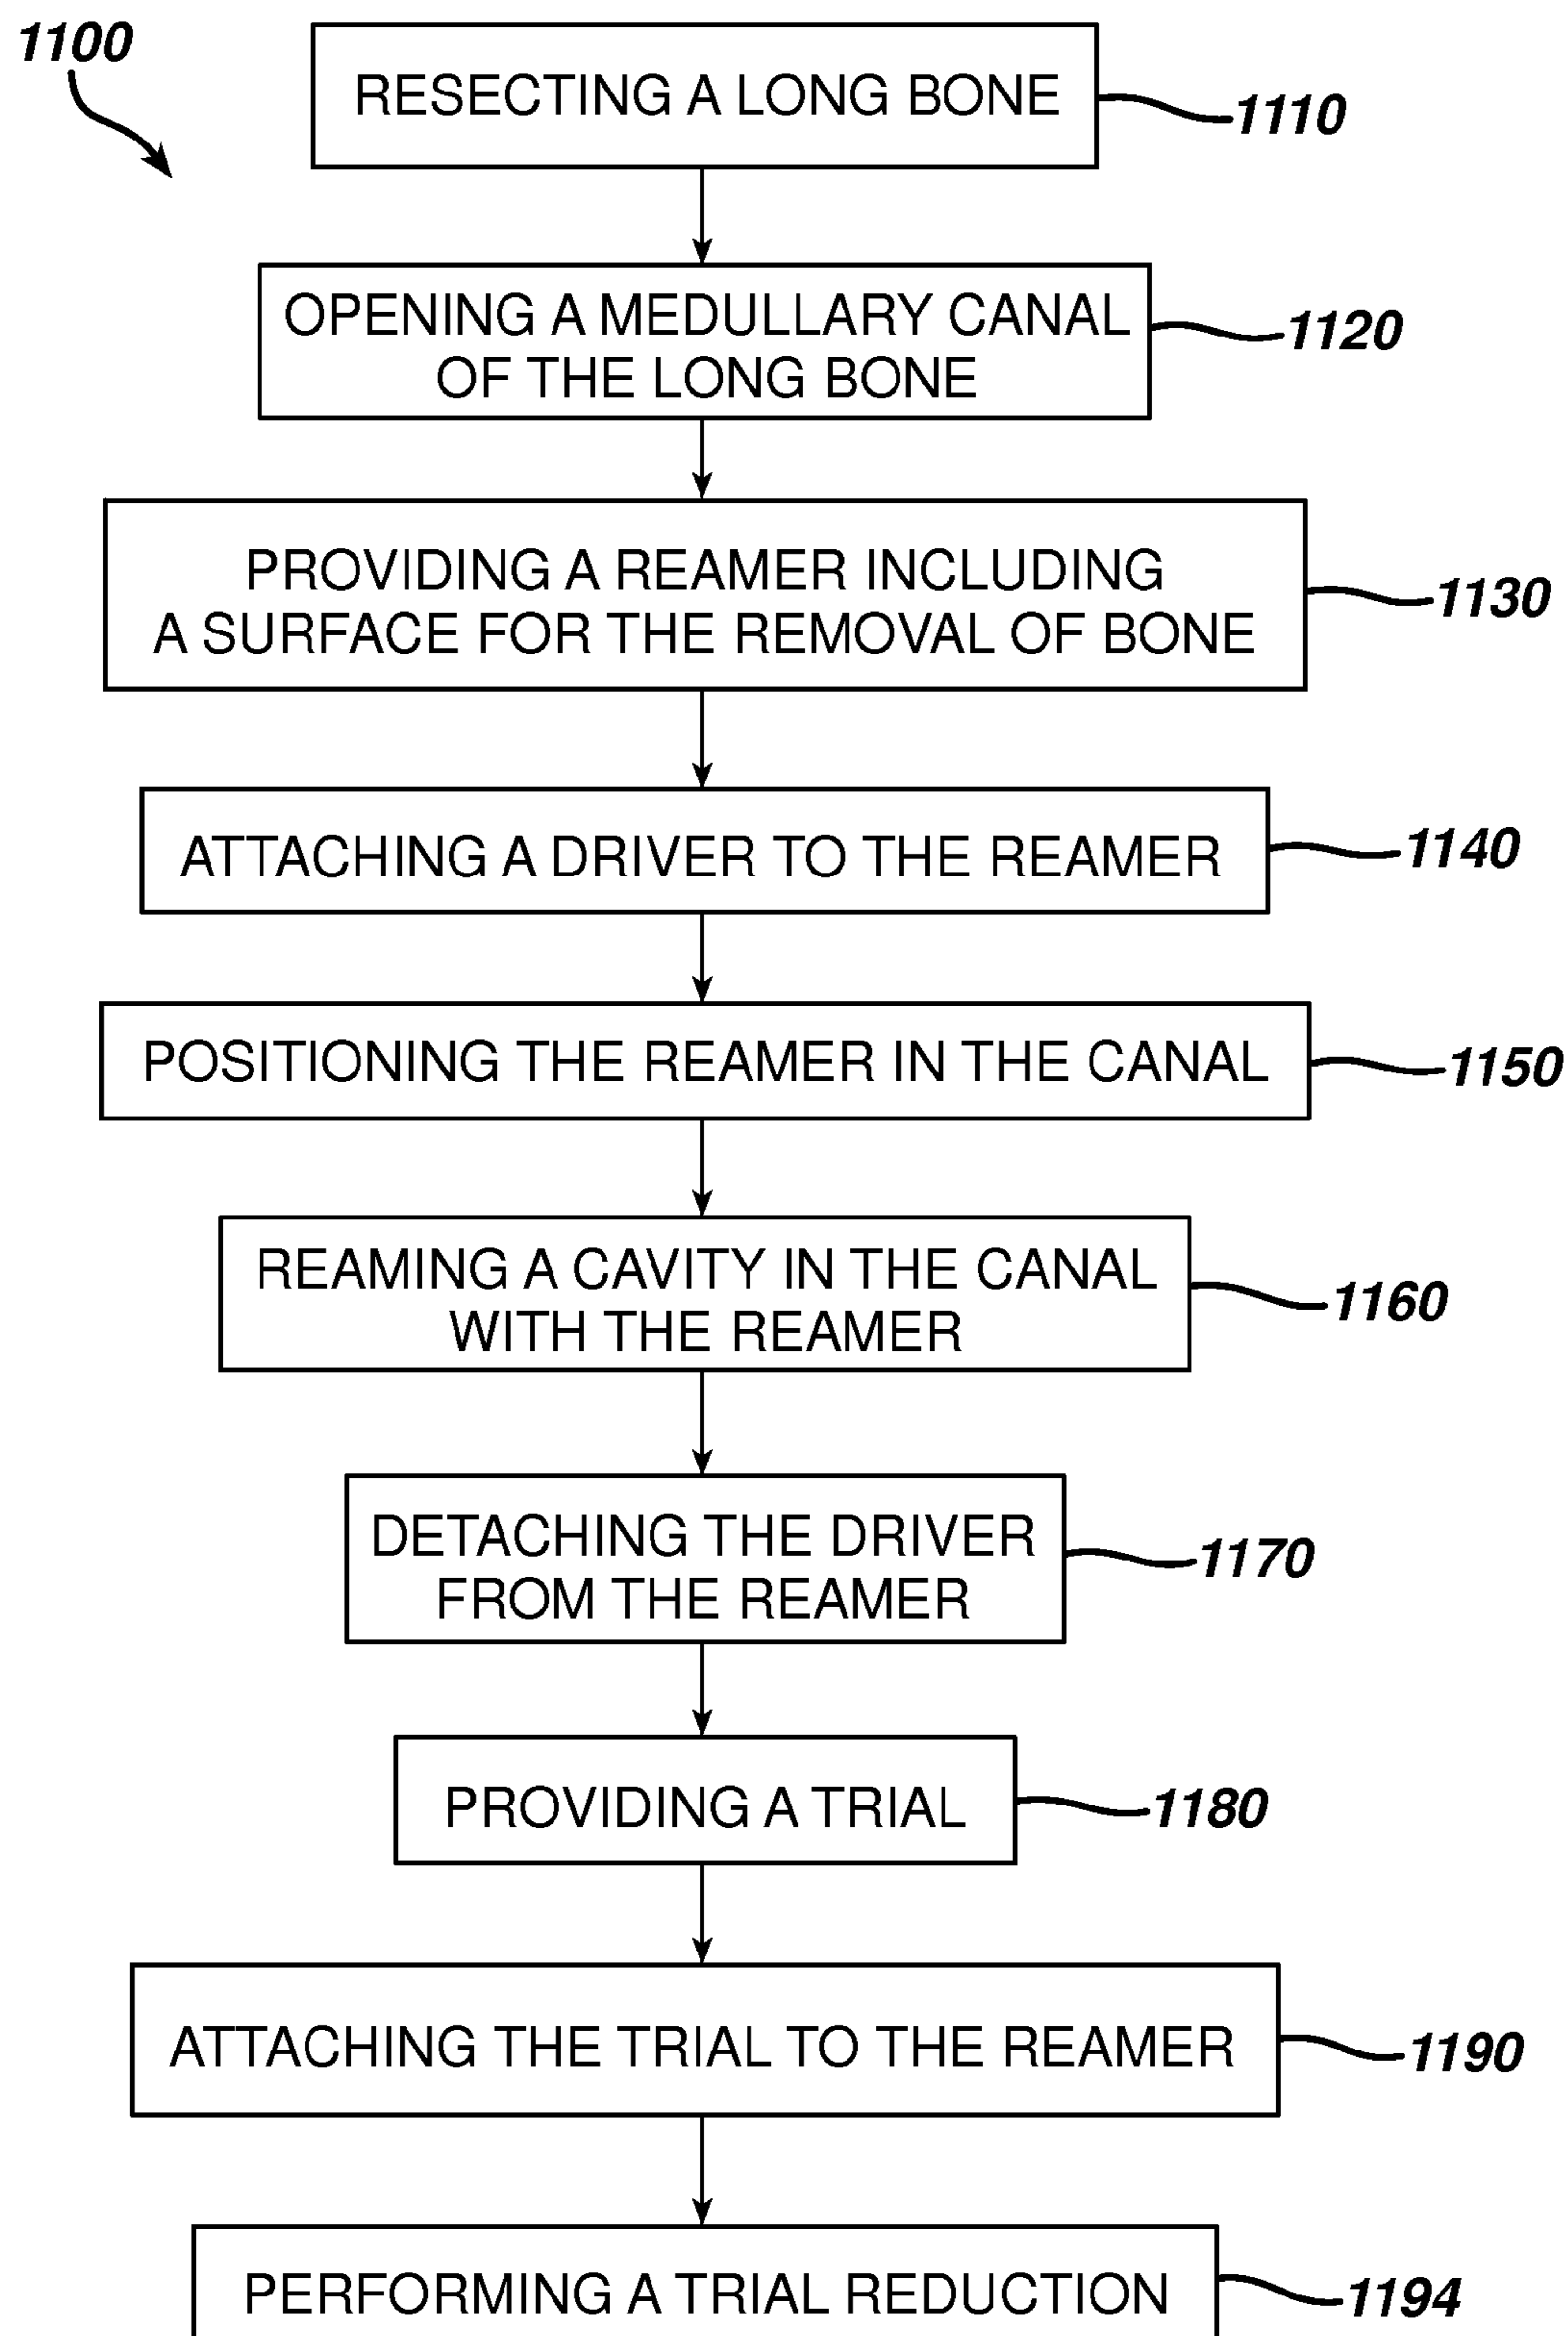 1100
RESECTING A LONG BONE
1110
OPENING A MEDULLARY CANAL
OF THE LONG BONE
1120
PROVIDING A REAMER INCLUDING
A SURFACE FOR THE REMOVAL OF BONE
1130
ATTACHING A DRIVER TO THE REAMER
1140
POSITIONING THE REAMER IN THE CANAL
1150
REAMING A CAVITY IN THE CANAL
WITH THE REAMER
1160
DETACHING THE DRIVER
FROM THE REAMER
1170
PROVIDING A TRIAL
1180
ATTACHING THE TRIAL TO THE REAMER
1190
PERFORMING A TRIAL REDUCTION
1194